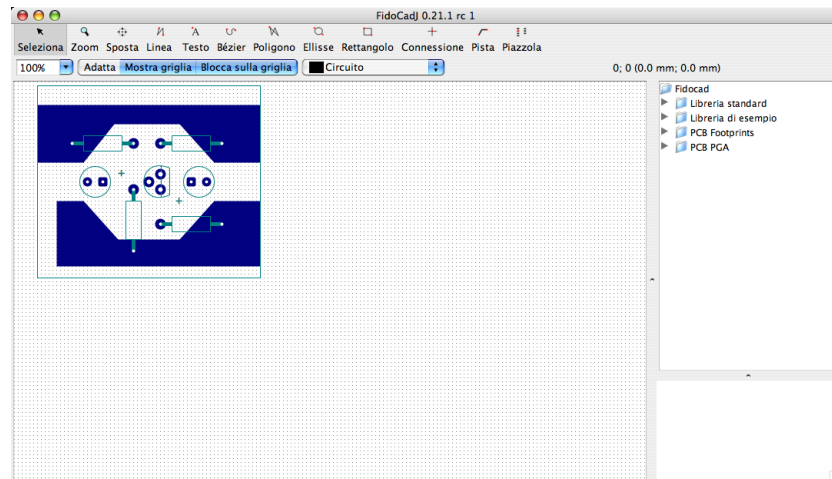 FidoCadJ 0.21.1 rc 1
Seleziona Zoom Sposta Linea Testo Bézier Poligono Ellisse Rettangolo Connessione Pista Piazzola
100% Adatta Mostra griglia Blocca sulla griglia Circuito 0; 0 (0.0 mm; 0.0 mm)
Fidocad
Libreria standard
Libreria di esempio
PCB Footprints
PCB PGA